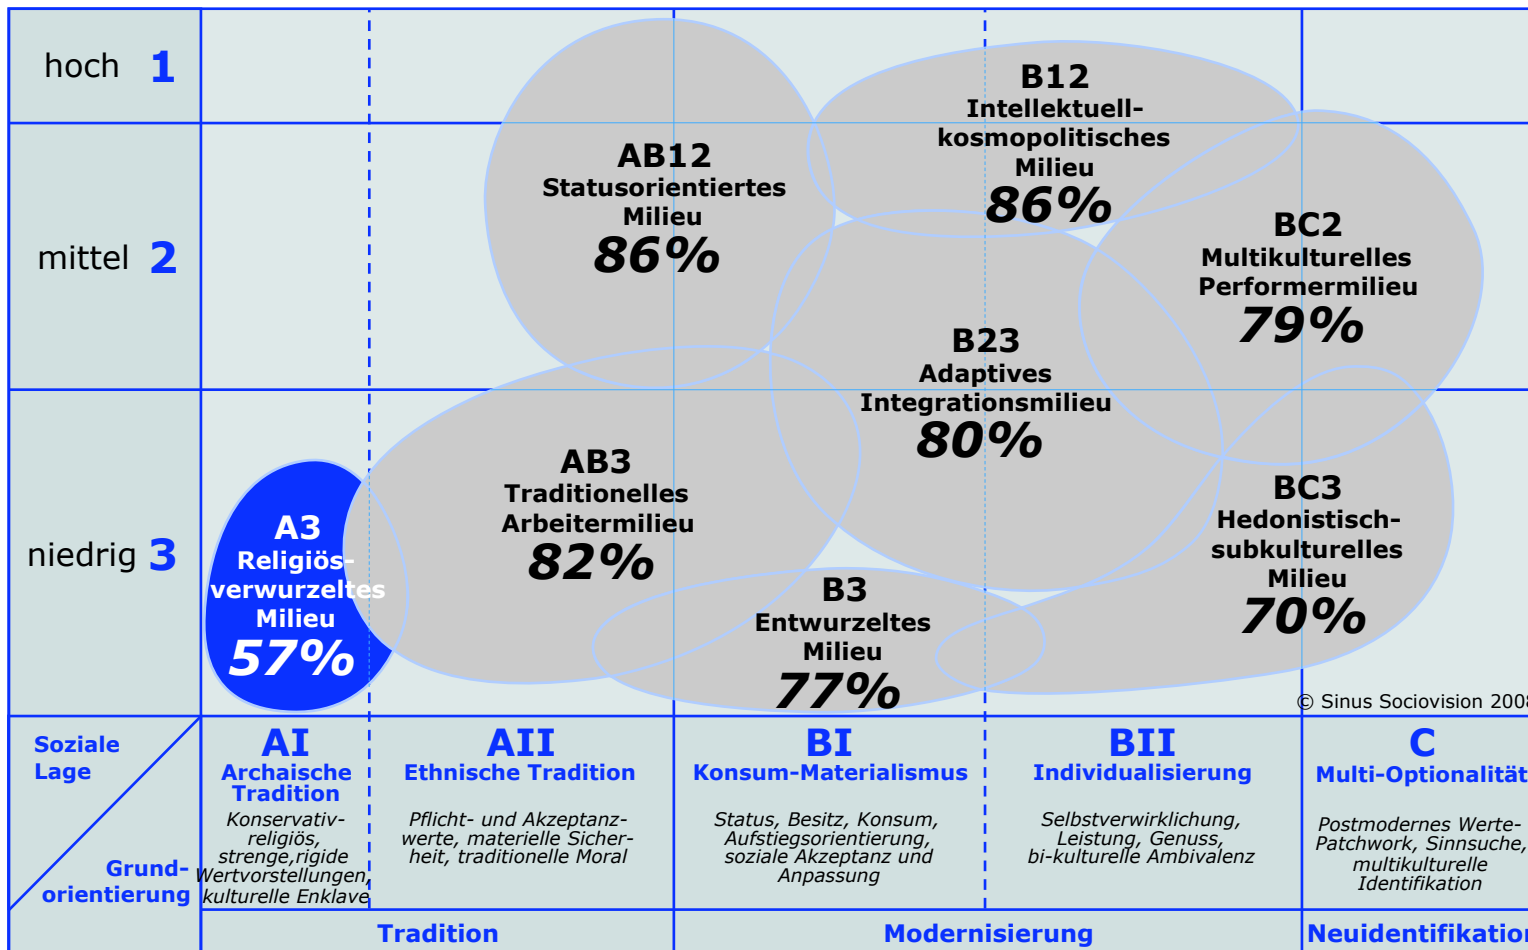 hoch 1
mittel 2
niedrig 3
B12
Intellektuell-
kosmopolitisches
Milieu
86%
AB12
Statusorientiertes
Milieu
86%
BC2
Multikulturelles
Performermilieu
79%
B23
Adaptives
Integrationsmilieu
80%
AB3
Traditionelles
Arbeitermilieu
82%
BC3
Hedonistisch-
subkulturelles
Milieu
70%
A3
Religiös-
verwurzeltes
Milieu
57%
B3
Entwurzeltes
Milieu
77%
© Sinus Sociovision 2008
Soziale
Lage
Grund-
orientierung
AI
Archaische
Tradition
Konservativ-
religiös,
strenge,rigide
Wertvorstellungen,
kulturelle Enklave
AII
Ethnische Tradition
Pflicht- und Akzeptanz-
werte, materielle Sicher-
heit, traditionelle Moral
BI
Konsum-Materialismus
Status, Besitz, Konsum,
Aufstiegsorientierung,
soziale Akzeptanz und
Anpassung
BII
Individualisierung
Selbstverwirklichung,
Leistung, Genuss,
bi-kulturelle Ambivalenz
C
Multi-Optionalität
Postmodernes Werte-
Patchwork, Sinnsuche,
multikulturelle
Identifikation
Tradition
Modernisierung
Neuidentifikation